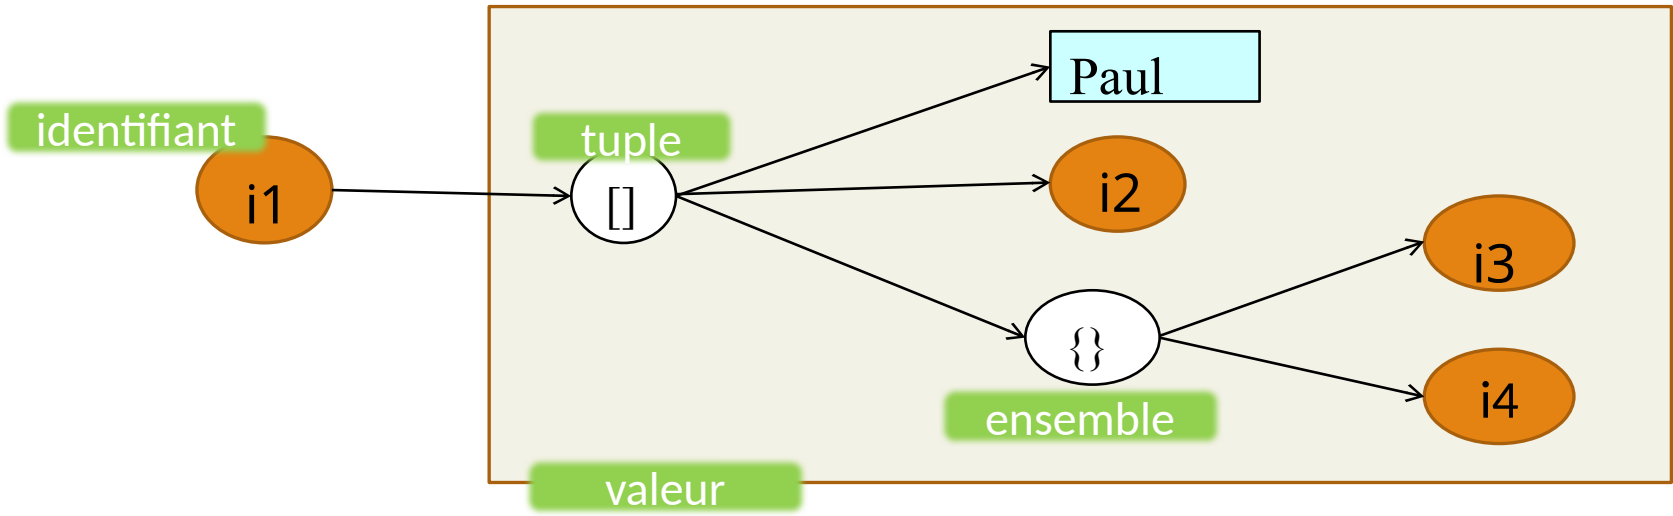 identifiant
i1
tuple
[]
Paul
i2
{}
ensemble
i3
i4
valeur